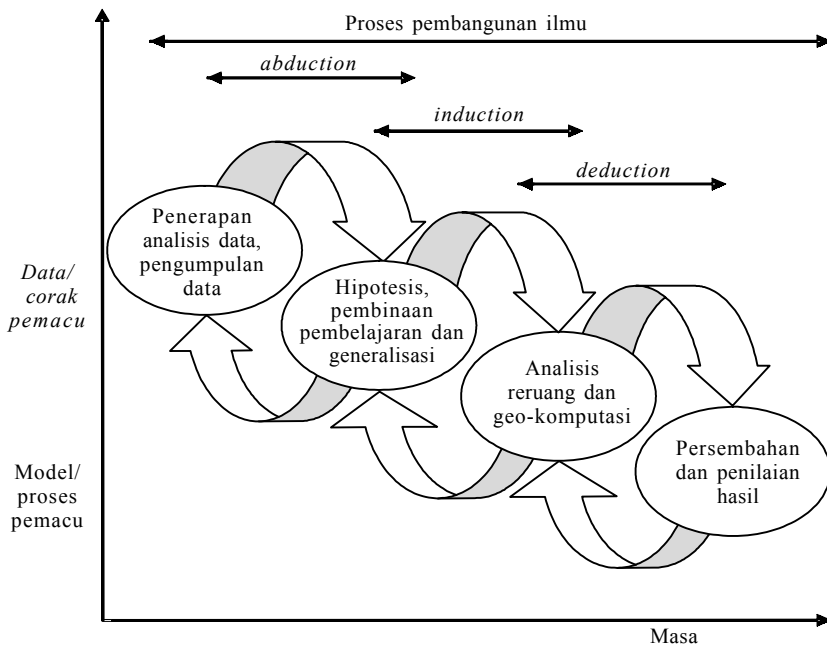 Proses pembangunan ilmu
abduction
induction
deduction
Penerapan
analisis data,
pengumpulan
data
Data/
corak
pemacu
Hipotesis,
pembinaan
pembelajaran dan
generalisasi
Analisis
reruang dan
geo-komputasi
Persembahan
dan penilaian
hasil
Model/
proses
pemacu
Masa